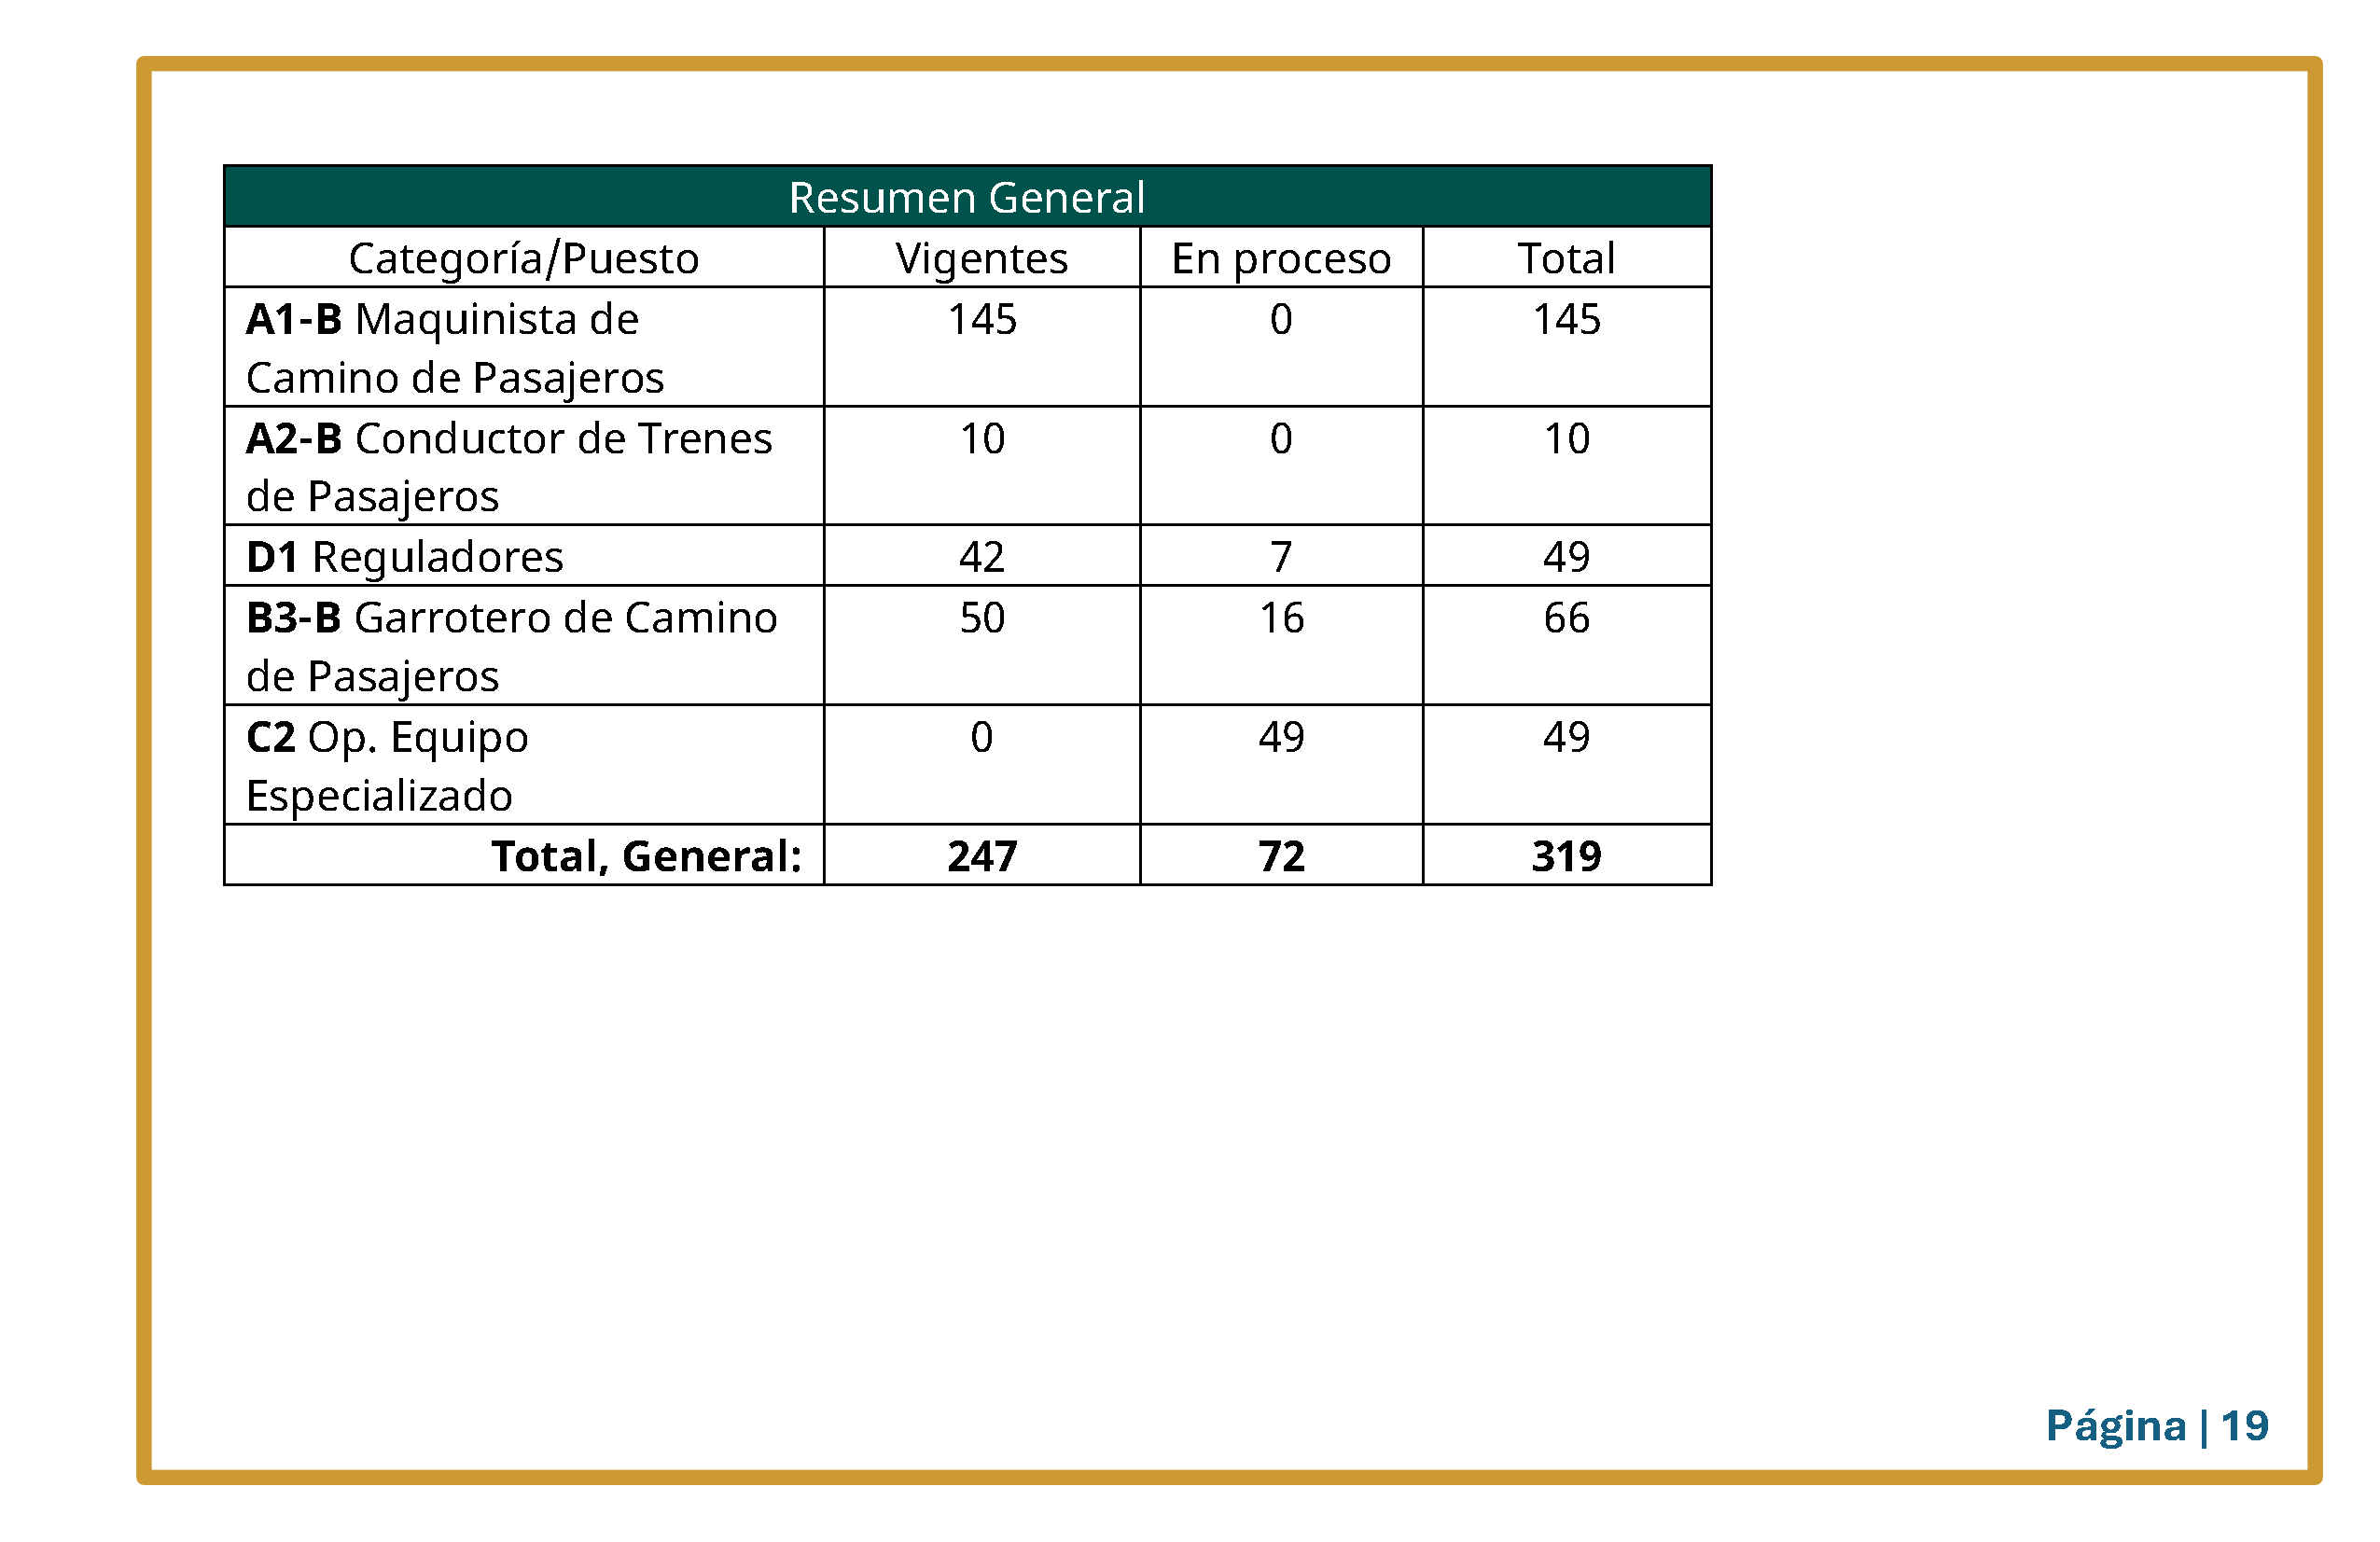 Resumen General
Categoría/Puesto Vigentes En proceso Total
A1-B Maquinista de 145 0 145
Camino de Pasajeros
A2-B Conductor de Trenes 10 0 10
de Pasajeros
D1 Reguladores 42 7 49
B3-B Garrotero de Camino 50 16 66
de Pasajeros
C2 Op. Equipo 0 49 49
Especializado
Total, General: 247 72 319
Página | 19